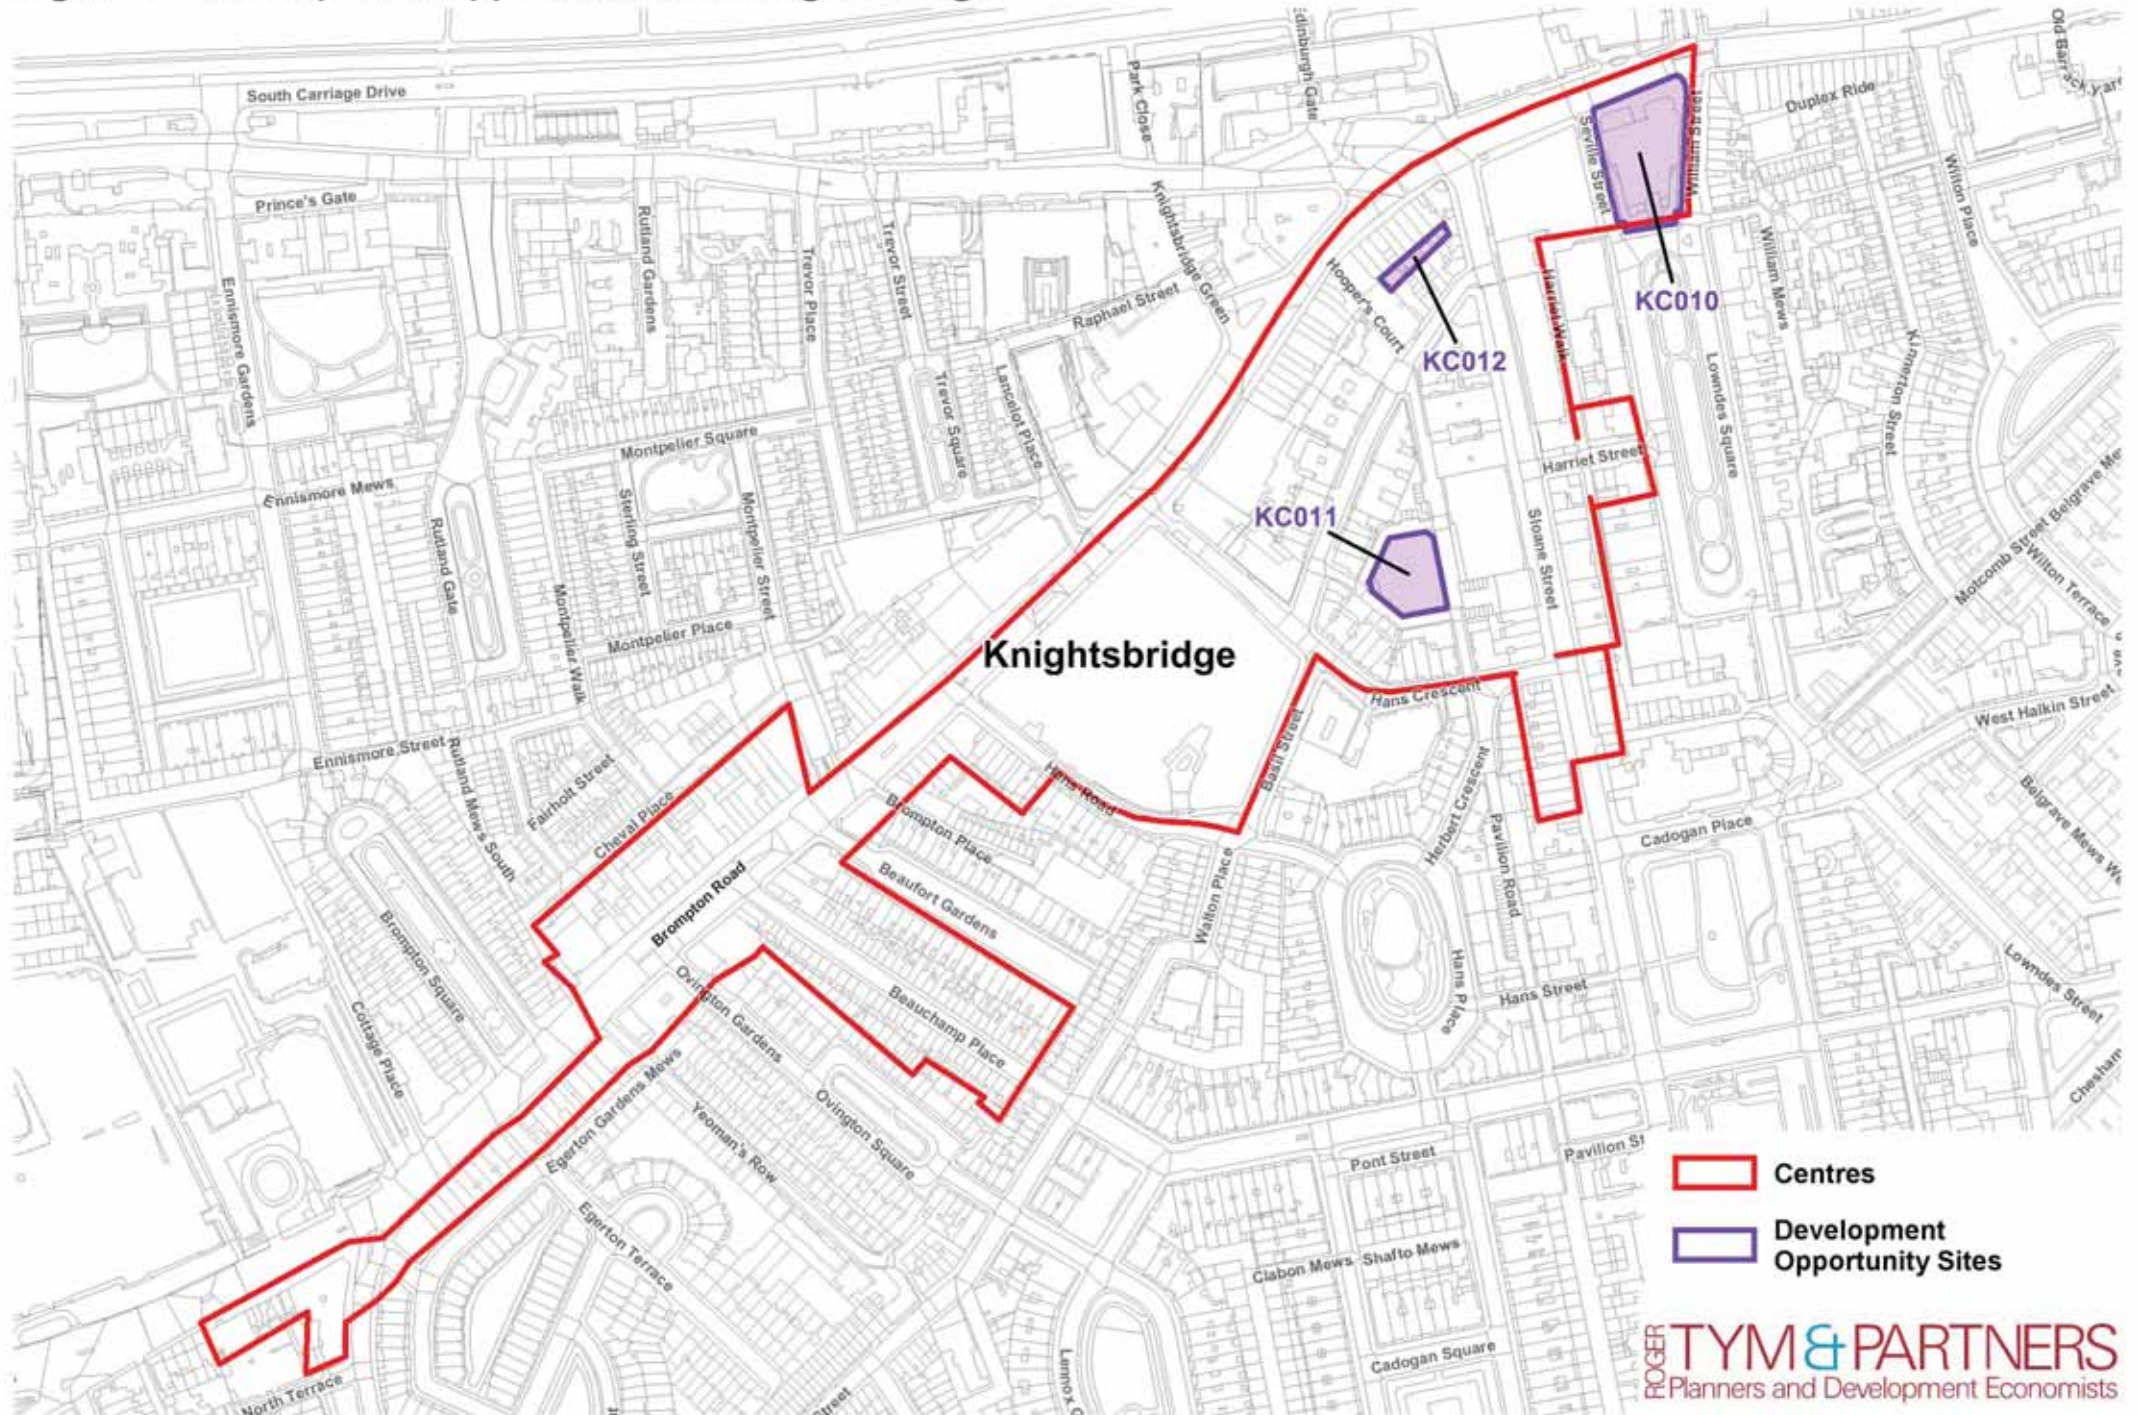 South Carriage Drive
Park Close
Edinburgh Gate
Duplex Ride
Seville Street
William Street
Wilton Place
Prince's Gate
Rutland Gardens
Trevor Place
Trevor Street
Knightsbridge Green
Raphael Street
Hooper's Court
KC012
KC010
Harriet Walk
William Mews
Kinnerton Street
Ennismore Gardens
Montpelier Square
Trevor Square
Lancelot Place
Lowndes Square
Harriet Street
Ennismore Mews
Sterling Street
Montpelier Street
Rutland Gate
KC011
Sloane Street
Motcomb Street
Wilton Terrace
Montpelier Walk
Montpelier Place
Knightsbridge
Hans Crescent
West Halkin Street
Ennismore Street
Rutland Mews South
Fairholt Street
Cheval Place
Hans Road
Basil Street
Brompton Place
Herbert Crescent
Pavilion Road
Cadogan Place
Brompton Road
Beaufort Gardens
Walton Place
Brompton Square
Cottage Place
Ovington Gardens
Beauchamp Place
Hans Place
Hans Street
Lowndes Street
Egerton Gardens Mews
Yeoman's Row
Ovington Square
Pont Street
Pavilion St
Egerton Terrace
Clabon Mews
Shafto Mews
Cadogan Square
North Terrace
Street
Centres
Development
Opportunity Sites
ROGER
TYM & PARTNERS
Planners and Development Economists